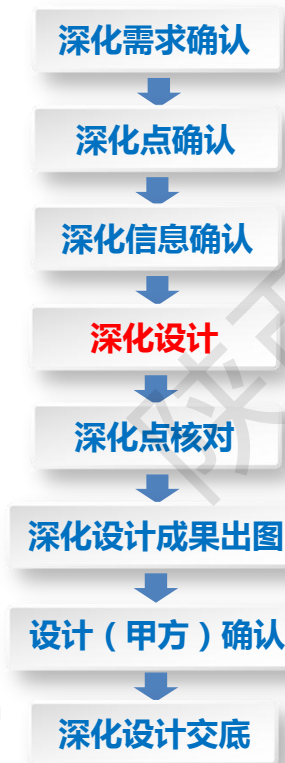 深化需求确认
深化点确认
深化信息确认
深化设计
深化点核对
深化设计成果出图
设计（甲方）确认
深化设计交底